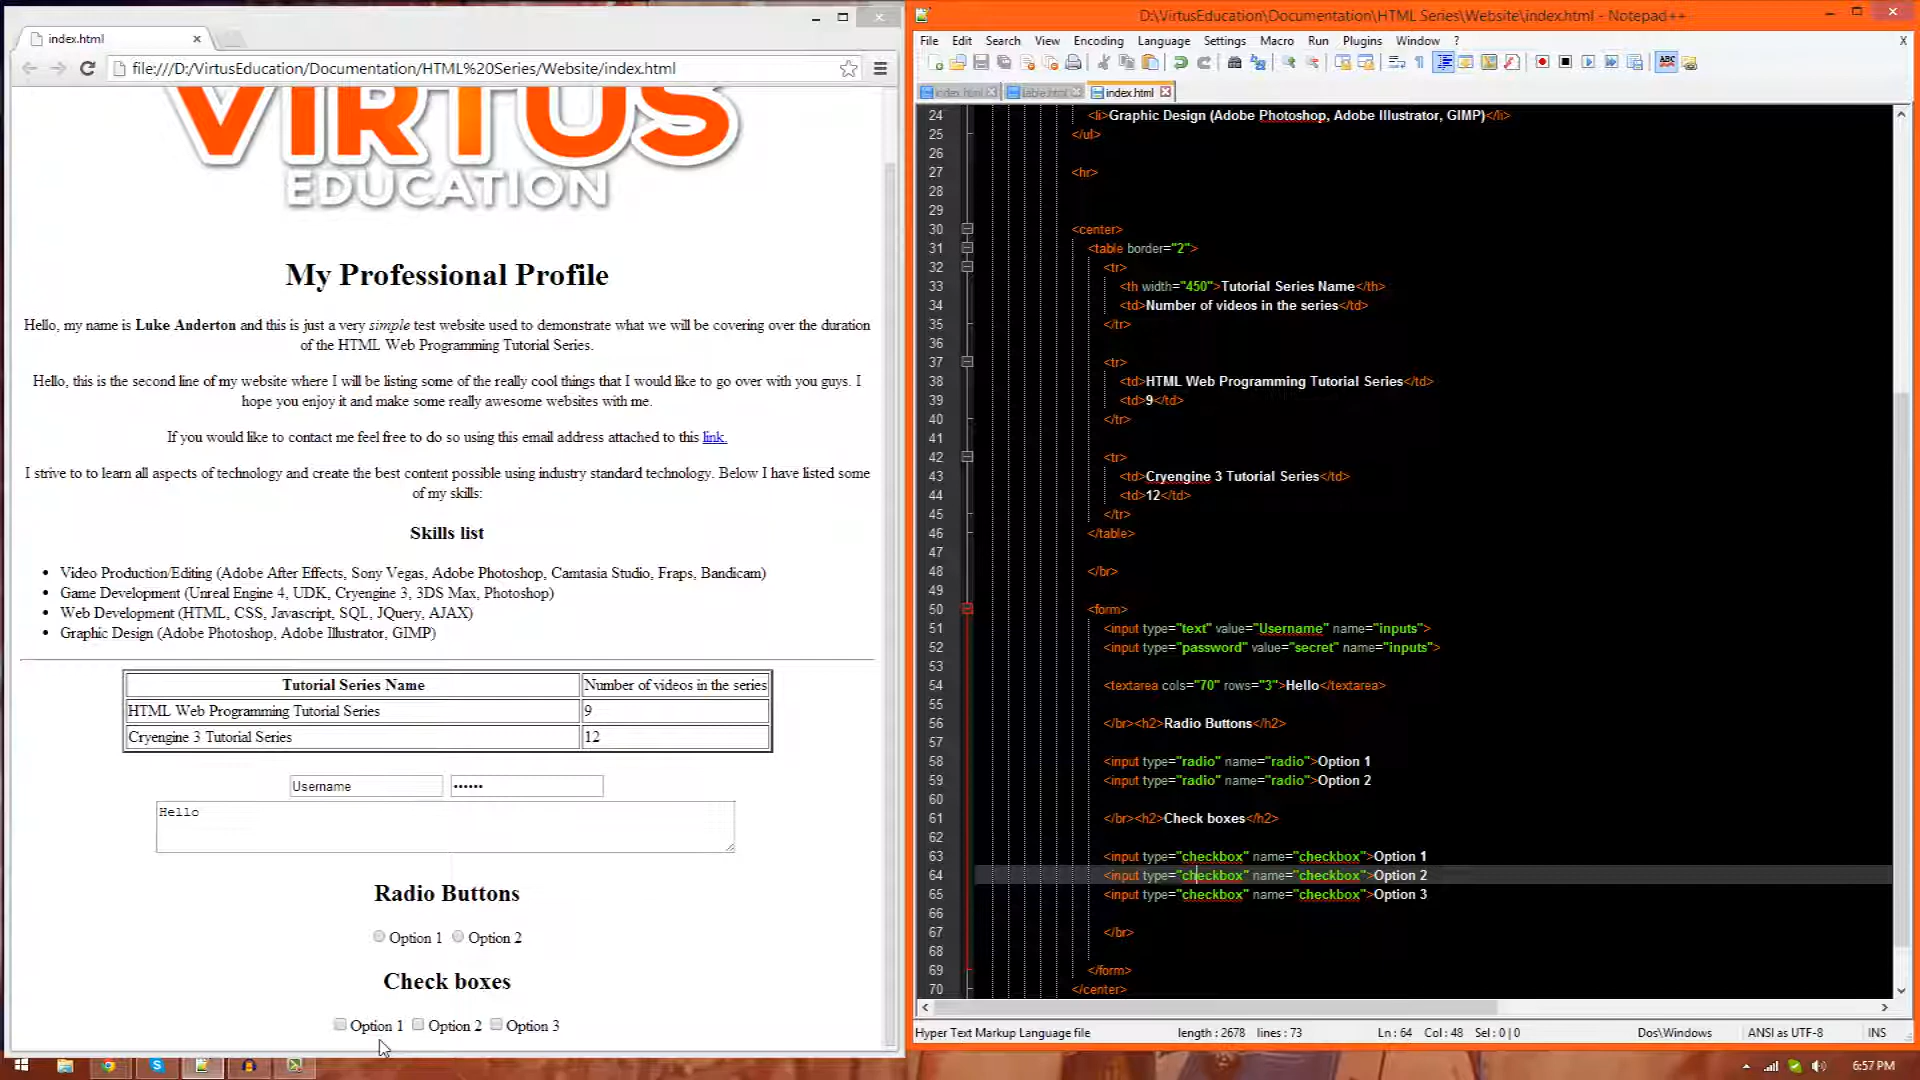 index.html
file:///D:/VirtusEducation/Documentation/HTML%20Series/Website/index.html
VIRTUS
EDUCATION
My Professional Profile
Hello, my name is Luke Anderton and this is just a very simple test website used to demonstrate what we will be covering over the duration
of the HTML Web Programming Tutorial Series.
Hello, this is the second line of my website where I will be listing some of the really cool things that I would like to go over with you guys. I
hope you enjoy it and make some really awesome websites with me.
If you would like to contact me feel free to do so using this email address attached to this link.
I strive to to learn all aspects of technology and create the best content possible using industry standard technology. Below I have listed some
of my skills:
Skills list
• Video Production/Editing (Adobe After Effects, Sony Vegas, Adobe Photoshop, Camtasia Studio, Fraps, Bandicam)
• Game Development (Unreal Engine 4, UDK, Cryengine 3, 3DS Max, Photoshop)
• Web Development (HTML, CSS, Javascript, SQL, JQuery, AJAX)
• Graphic Design (Adobe Photoshop, Adobe Illustrator, GIMP)
Tutorial Series Name Number of videos in the series
HTML Web Programming Tutorial Series 9
Cryengine 3 Tutorial Series 12
Username ••••••
Hello
Radio Buttons
Option 1 Option 2
Check boxes
Option 1 Option 2 Option 3
D:\VirtusEducation\Documentation\HTML Series\Website\index.html - Notepad++
File Edit Search View Encoding Language Settings Macro Run Plugins Window ? X
index.html table.html index.html
24 <li>Graphic Design (Adobe Photoshop, Adobe Illustrator, GIMP)</li>
25 </ul>
26
27 <hr>
28
29
30 <center>
31 <table border="2">
32 <tr>
33 <th width="450">Tutorial Series Name</th>
34 <td>Number of videos in the series</td>
35 </tr>
36
37 <tr>
38 <td>HTML Web Programming Tutorial Series</td>
39 <td>9</td>
40 </tr>
41
42 <tr>
43 <td>Cryengine 3 Tutorial Series</td>
44 <td>12</td>
45 </tr>
46 </table>
47
48 </br>
49
50 <form>
51 <input type="text" value="Username" name="inputs">
52 <input type="password" value="secret" name="inputs">
53
54 <textarea cols="70" rows="3">Hello</textarea>
55
56 </br><h2>Radio Buttons</h2>
57
58 <input type="radio" name="radio">Option 1
59 <input type="radio" name="radio">Option 2
60
61 </br><h2>Check boxes</h2>
62
63 <input type="checkbox" name="checkbox">Option 1
64 <input type="checkbox" name="checkbox">Option 2
65 <input type="checkbox" name="checkbox">Option 3
66
67 </br>
68
69 </form>
70 </center>
Hyper Text Markup Language file length : 2678 lines : 73 Ln : 64 Col : 48 Sel : 0 | 0 Dos\Windows ANSI as UTF-8 INS
6:57 PM